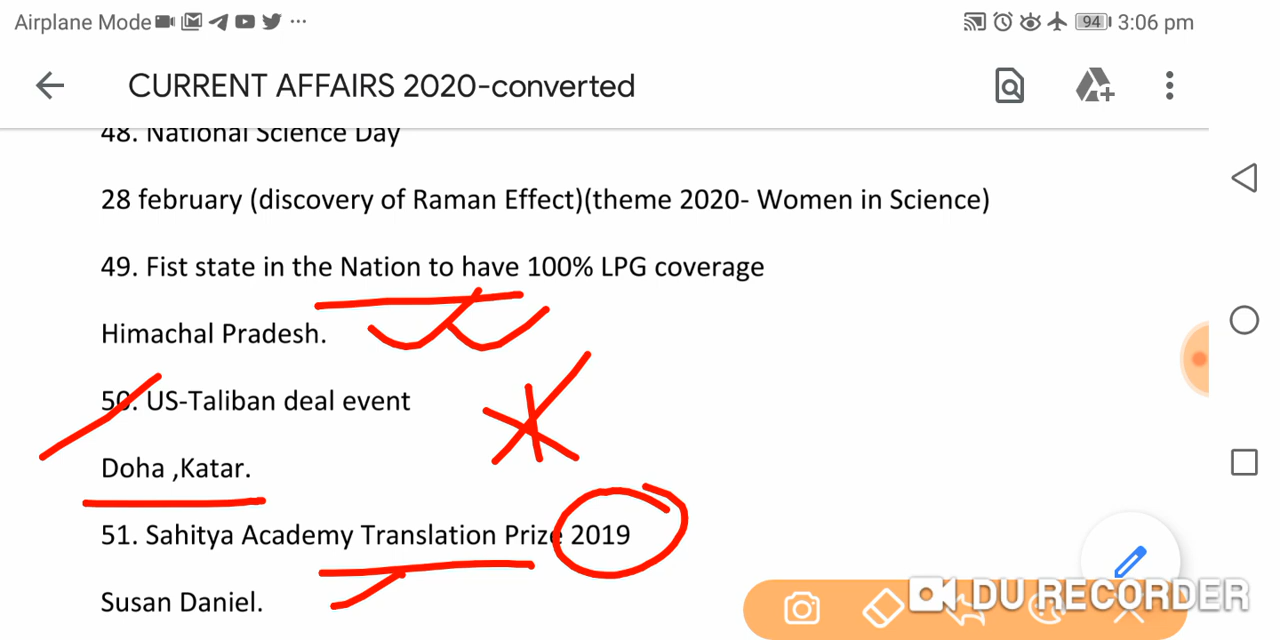 Airplane Mode ... 94 3:06 pm
CURRENT AFFAIRS 2020-converted
48. National Science Day
28 february (discovery of Raman Effect)(theme 2020- Women in Science)
49. Fist state in the Nation to have 100% LPG coverage
Himachal Pradesh.
50. US-Taliban deal event
Doha ,Katar.
51. Sahitya Academy Translation Prize 2019
Susan Daniel.
DU RECORDER